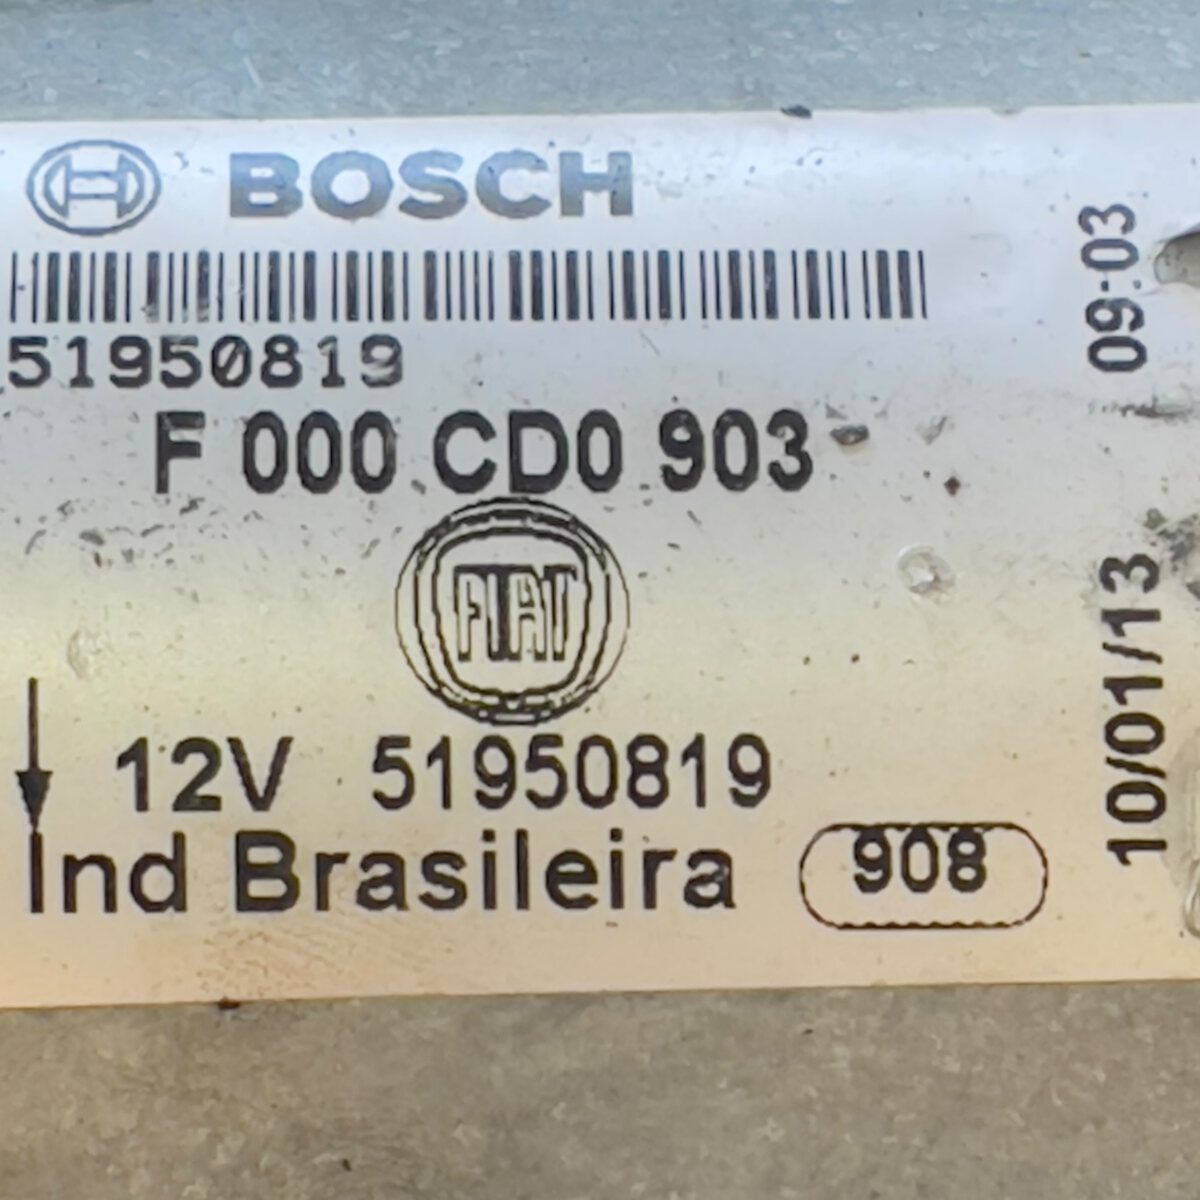 BOSCH
51950819
F 000 CD0 903
FIAT
12V 51950819
Ind Brasileira
908
09:03
10/01/13